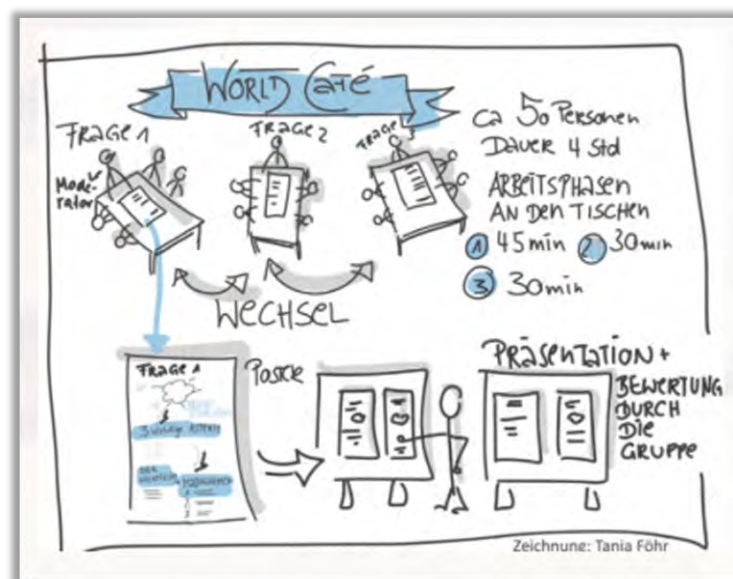 WORLD CAFÉ
FRAGE 1
FRAGE 2
FRAGE 3
Mode-
rator
ca 50 Personen
Dauer 4 Std
ARBEITSPHASEN
AN DEN TISCHEN
1 45 min 2 30 min
3 30 min
WECHSEL
FRAGE 1
3 wichtige
Poster
PRÄSENTATION +
BEWERTUNG
DURCH
DIE
GRUPPE
Zeichnung: Tania Föhr